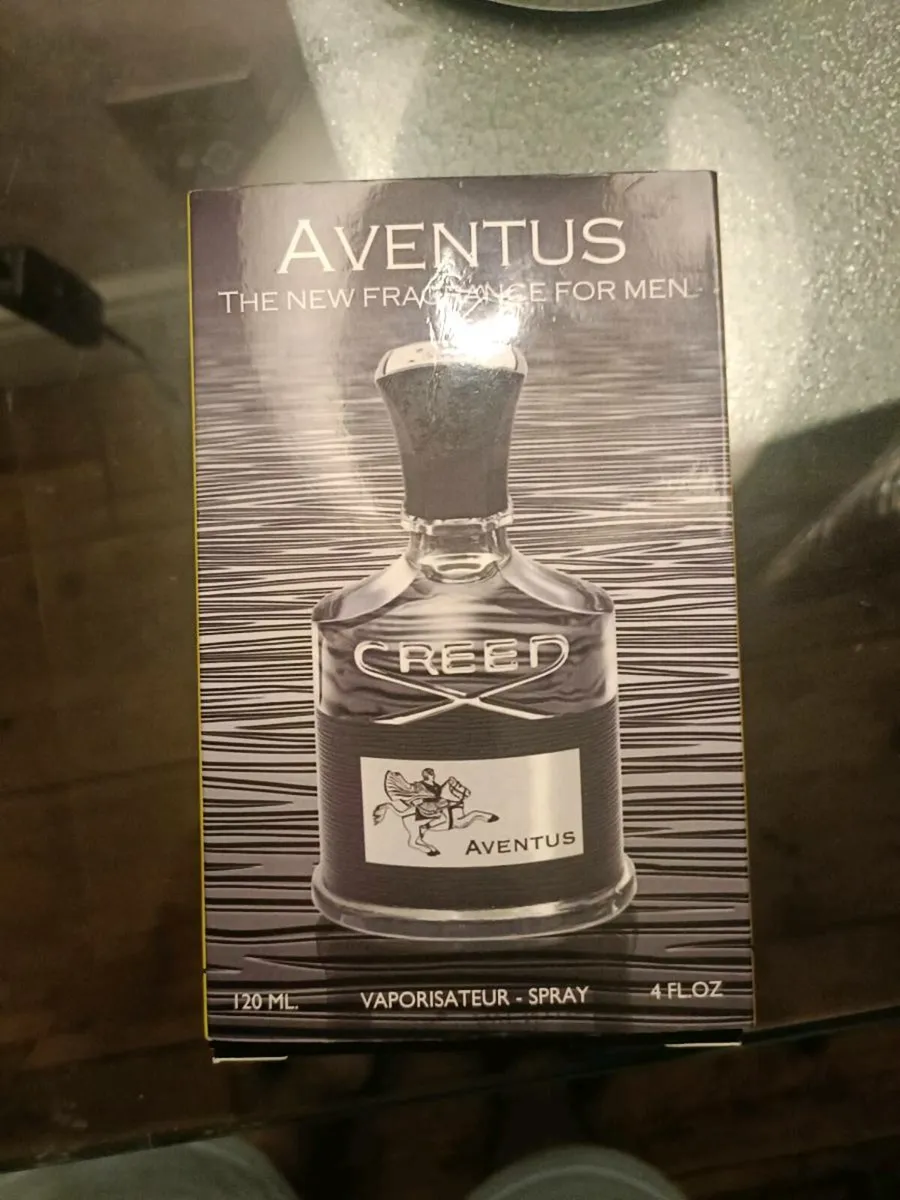 AVENTUS
THE NEW FRAGRANCE FOR MEN
CREED
AVENTUS
120 ML.
VAPORISATEUR - SPRAY
4 FL.OZ